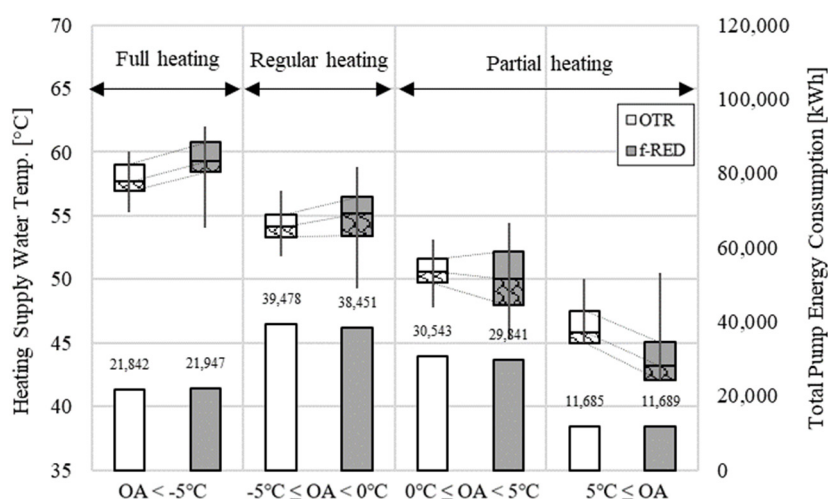 70
65
60
55
50
45
40
35
Heating Supply Water Temp. [°C]
Full heating
Regular heating
Partial heating
OTR
f-RED
21,842
21,947
39,478
38,451
30,543
29,841
11,685
11,689
OA < -5°C
-5°C ≤ OA < 0°C
0°C ≤ OA < 5°C
5°C ≤ OA
120,000
100,000
80,000
60,000
40,000
20,000
0
Total Pump Energy Consumption [kWh]